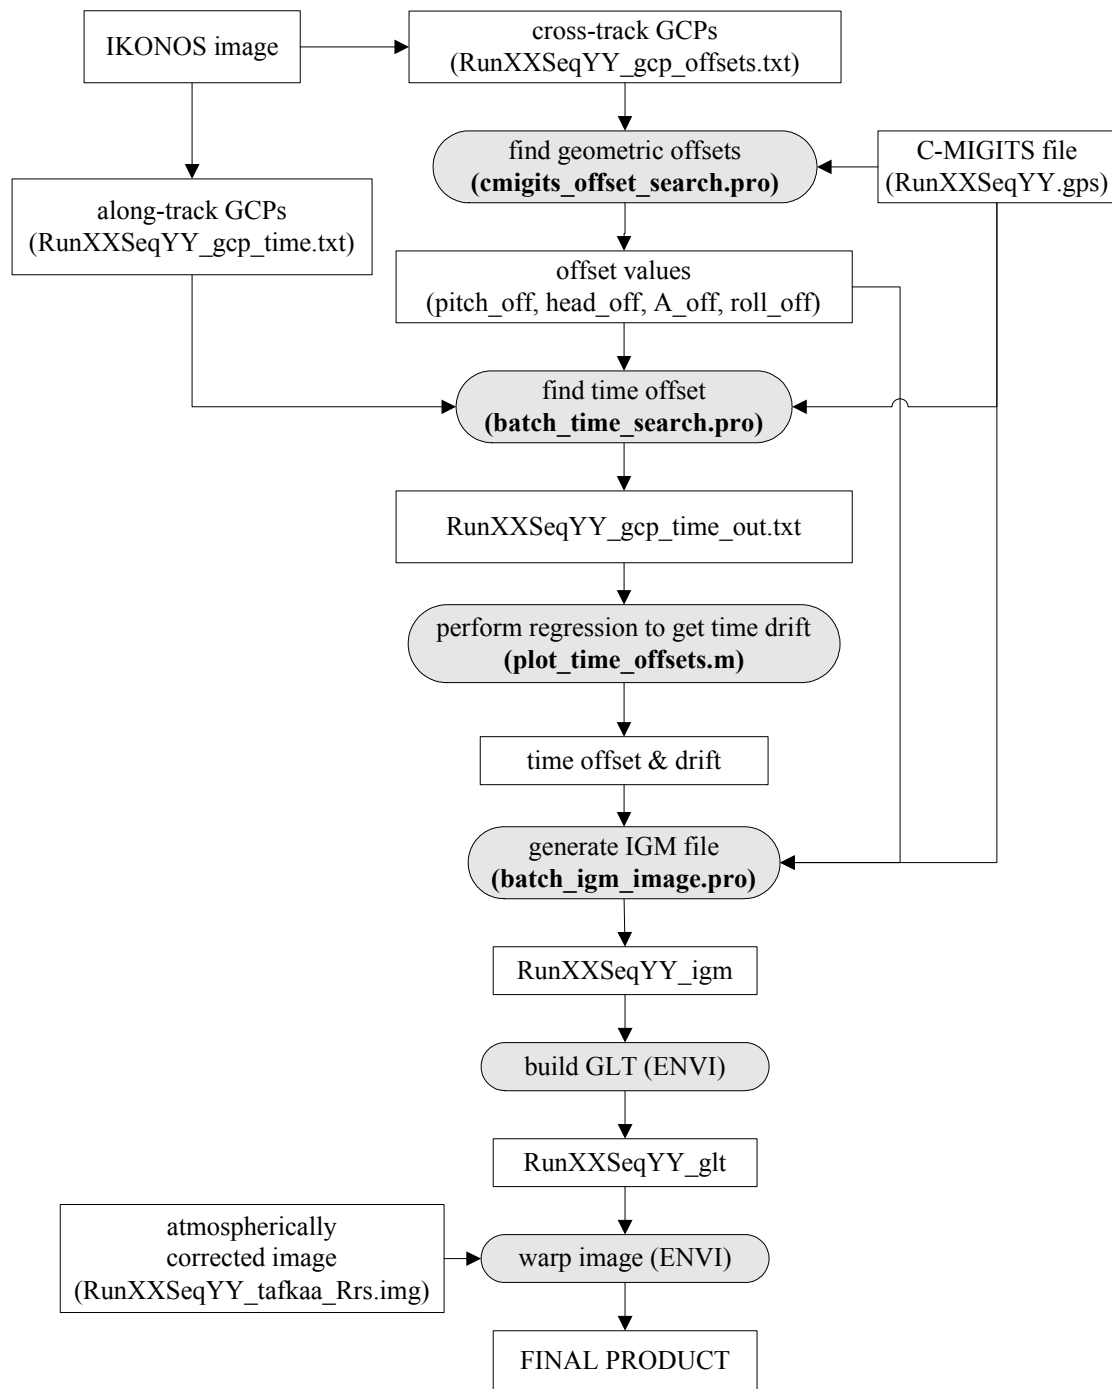 IKONOS image
cross-track GCPs
(RunXXSeqYY_gcp_offsets.txt)
find geometric offsets
(cmigits_offset_search.pro)
C-MIGITS file
(RunXXSeqYY.gps)
along-track GCPs
(RunXXSeqYY_gcp_time.txt)
offset values
(pitch_off, head_off, A_off, roll_off)
find time offset
(batch_time_search.pro)
RunXXSeqYY_gcp_time_out.txt
perform regression to get time drift
(plot_time_offsets.m)
time offset & drift
generate IGM file
(batch_igm_image.pro)
RunXXSeqYY_igm
build GLT (ENVI)
RunXXSeqYY_glt
atmospherically
corrected image
(RunXXSeqYY_tafkaa_Rrs.img)
warp image (ENVI)
FINAL PRODUCT